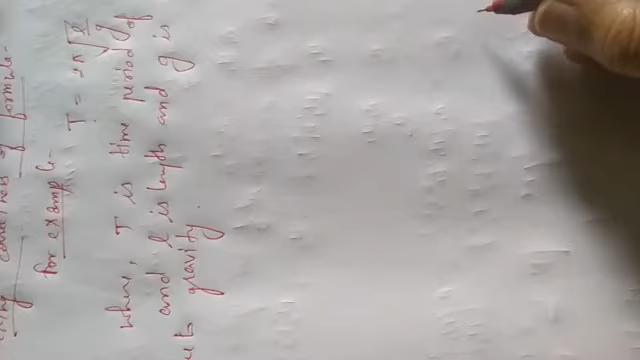 correctness of formula -
for example -
T = 2π√l/g
where, T is time period of
and l is length and g is
gravity.